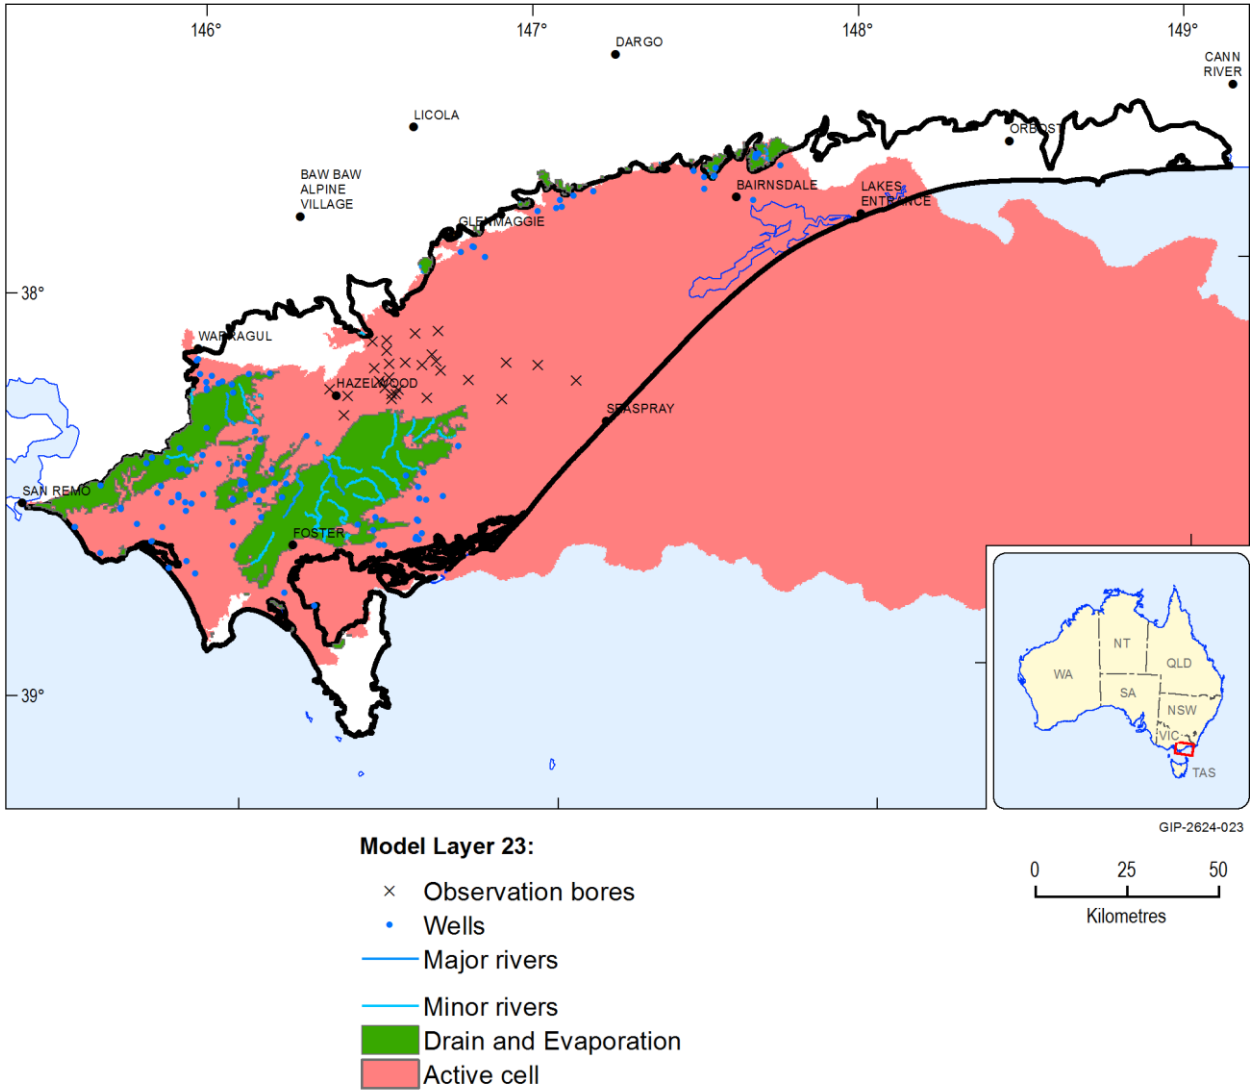 146°
147°
148°
149°
DARGO
CANN
RIVER
LICOLA
ORBOST
BAW BAW
ALPINE
VILLAGE
BAIRNSDALE
LAKES
ENTRANCE
GLENMAGGIE
38°
WARRAGUL
HAZELWOOD
SEASPRAY
SAN REMO
FOSTER
39°
NT
WA
QLD
SA
NSW
VIC
TAS
GIP-2624-023
Model Layer 23:
Observation bores
Wells
Major rivers
Minor rivers
Drain and Evaporation
Active cell
0 25 50
Kilometres